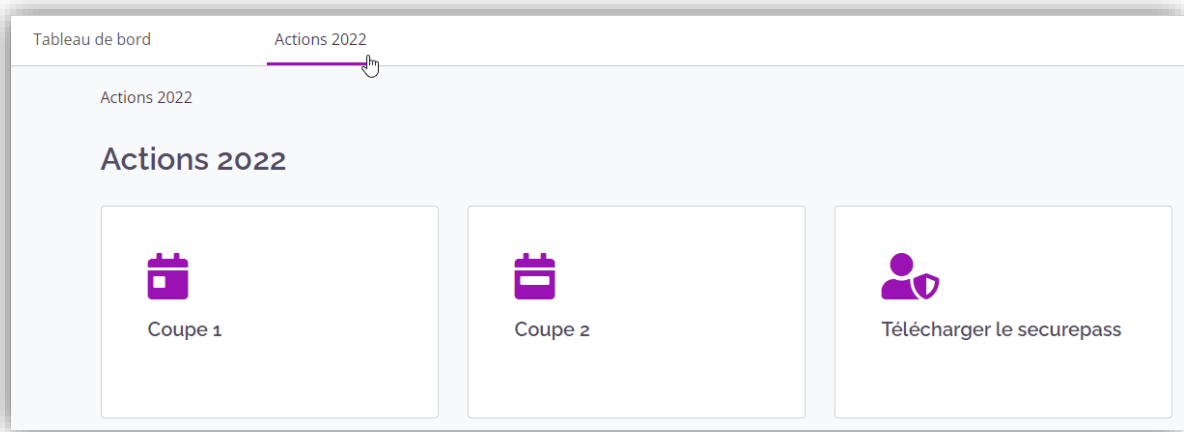 Tableau de bord Actions 2022
Actions 2022
Actions 2022
Coupe 1 Coupe 2 Télécharger le securepass